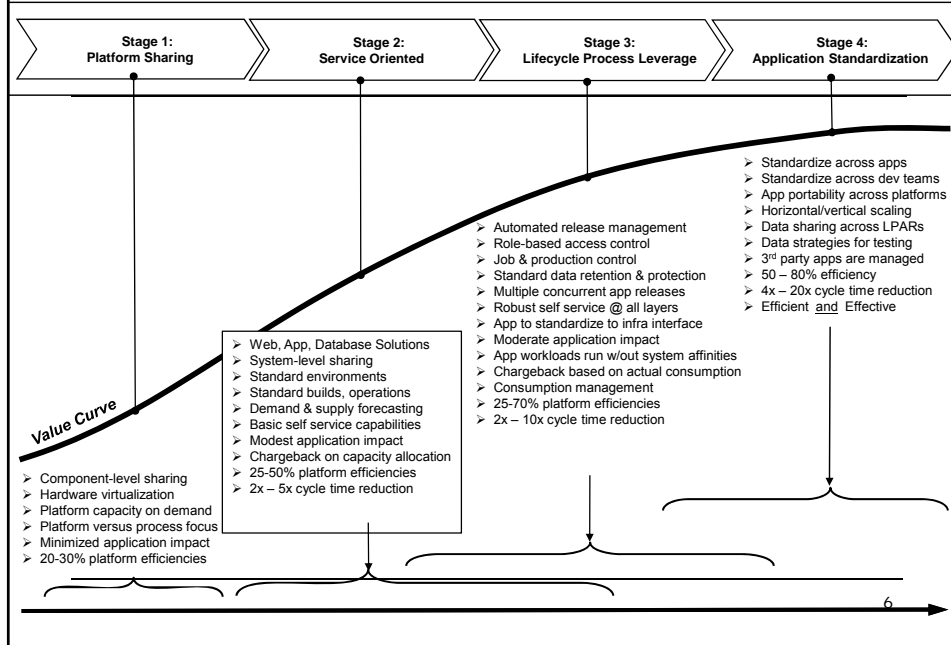 Stage 1:
Platform Sharing
Stage 2:
Service Oriented
Stage 3:
Lifecycle Process Leverage
Stage 4:
Application Standardization
Value Curve
➢ Component-level sharing
➢ Hardware virtualization
➢ Platform capacity on demand
➢ Platform versus process focus
➢ Minimized application impact
➢ 20-30% platform efficiencies
➢ Web, App, Database Solutions
➢ System-level sharing
➢ Standard environments
➢ Standard builds, operations
➢ Demand & supply forecasting
➢ Basic self service capabilities
➢ Modest application impact
➢ Chargeback on capacity allocation
➢ 25-50% platform efficiencies
➢ 2x – 5x cycle time reduction
➢ Automated release management
➢ Role-based access control
➢ Job & production control
➢ Standard data retention & protection
➢ Multiple concurrent app releases
➢ Robust self service @ all layers
➢ App to standardize to infra interface
➢ Moderate application impact
➢ App workloads run w/out system affinities
➢ Chargeback based on actual consumption
➢ Consumption management
➢ 25-70% platform efficiencies
➢ 2x – 10x cycle time reduction
➢ Standardize across apps
➢ Standardize across dev teams
➢ App portability across platforms
➢ Horizontal/vertical scaling
➢ Data sharing across LPARs
➢ Data strategies for testing
➢ 3rd party apps are managed
➢ 50 – 80% efficiency
➢ 4x – 20x cycle time reduction
➢ Efficient and Effective
6